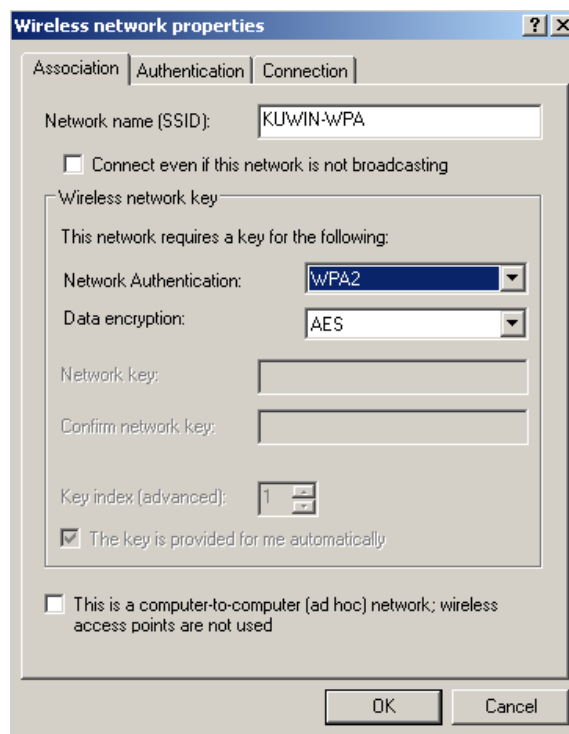 Wireless network properties
Association Authentication Connection
Network name (SSID): KUWIN-WPA
Connect even if this network is not broadcasting
Wireless network key
This network requires a key for the following:
Network Authentication: WPA2
Data encryption: AES
Network key:
Confirm network key:
Key index (advanced): 1
The key is provided for me automatically
This is a computer-to-computer (ad hoc) network; wireless
access points are not used
OK Cancel